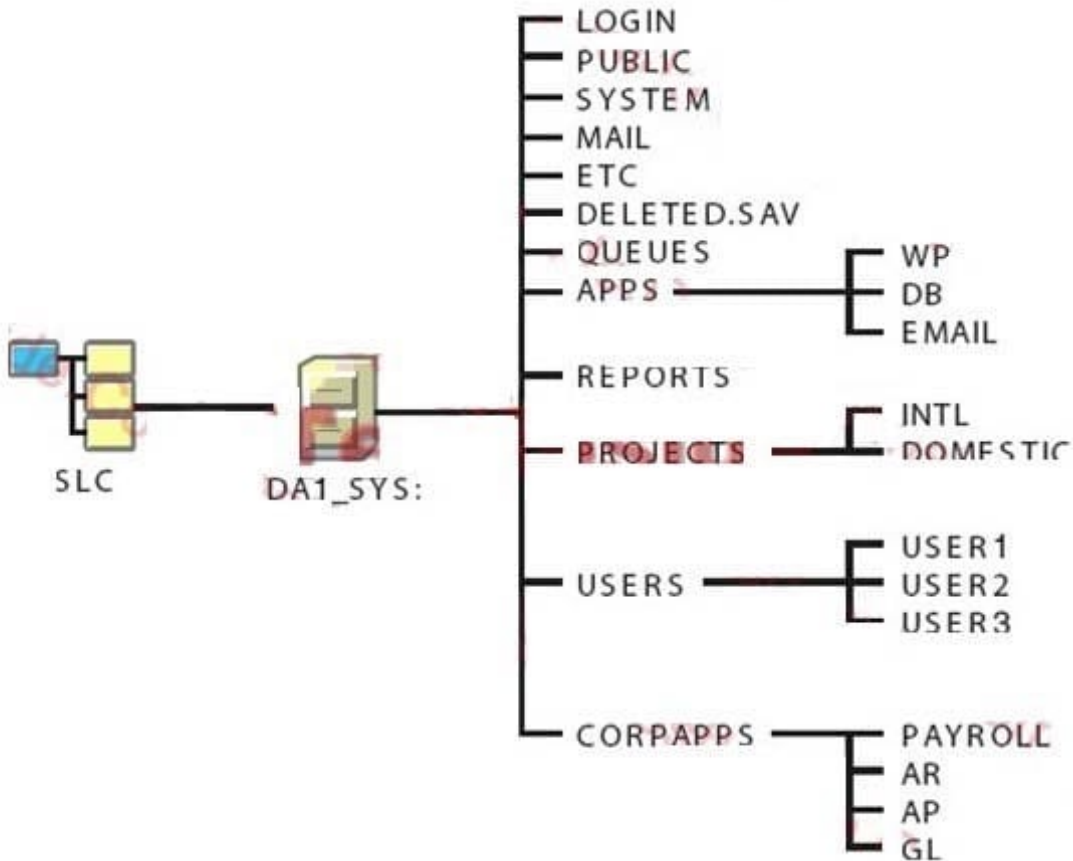 LOGIN
PUBLIC
SYSTEM
MAIL
ETC
DELETED.SAV
QUEUES
APPS
WP
DB
EMAIL
REPORTS
PROJECTS
INTL
DOMESTIC
SLC
DA1_SYS:
USERS
USER1
USER2
USER3
CORPAPPS
PAYROLL
AR
AP
GL